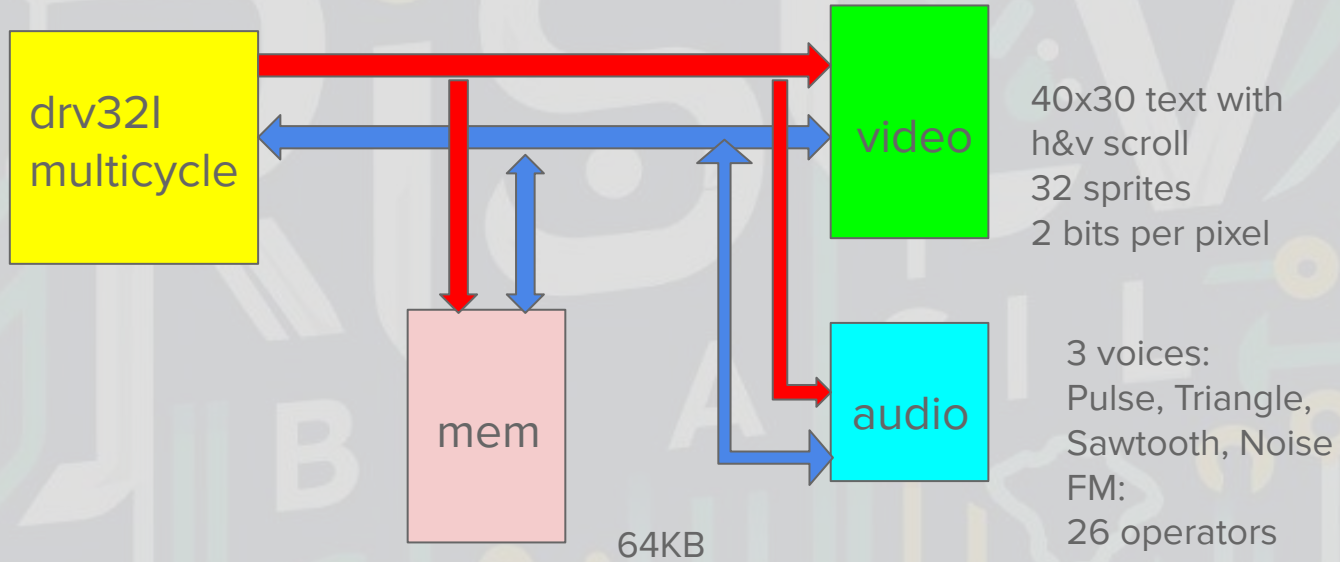 drv32I
multicycle
video
40x30 text with
h&v scroll
32 sprites
2 bits per pixel
mem
64KB
audio
3 voices:
Pulse, Triangle,
Sawtooth, Noise
FM:
26 operators